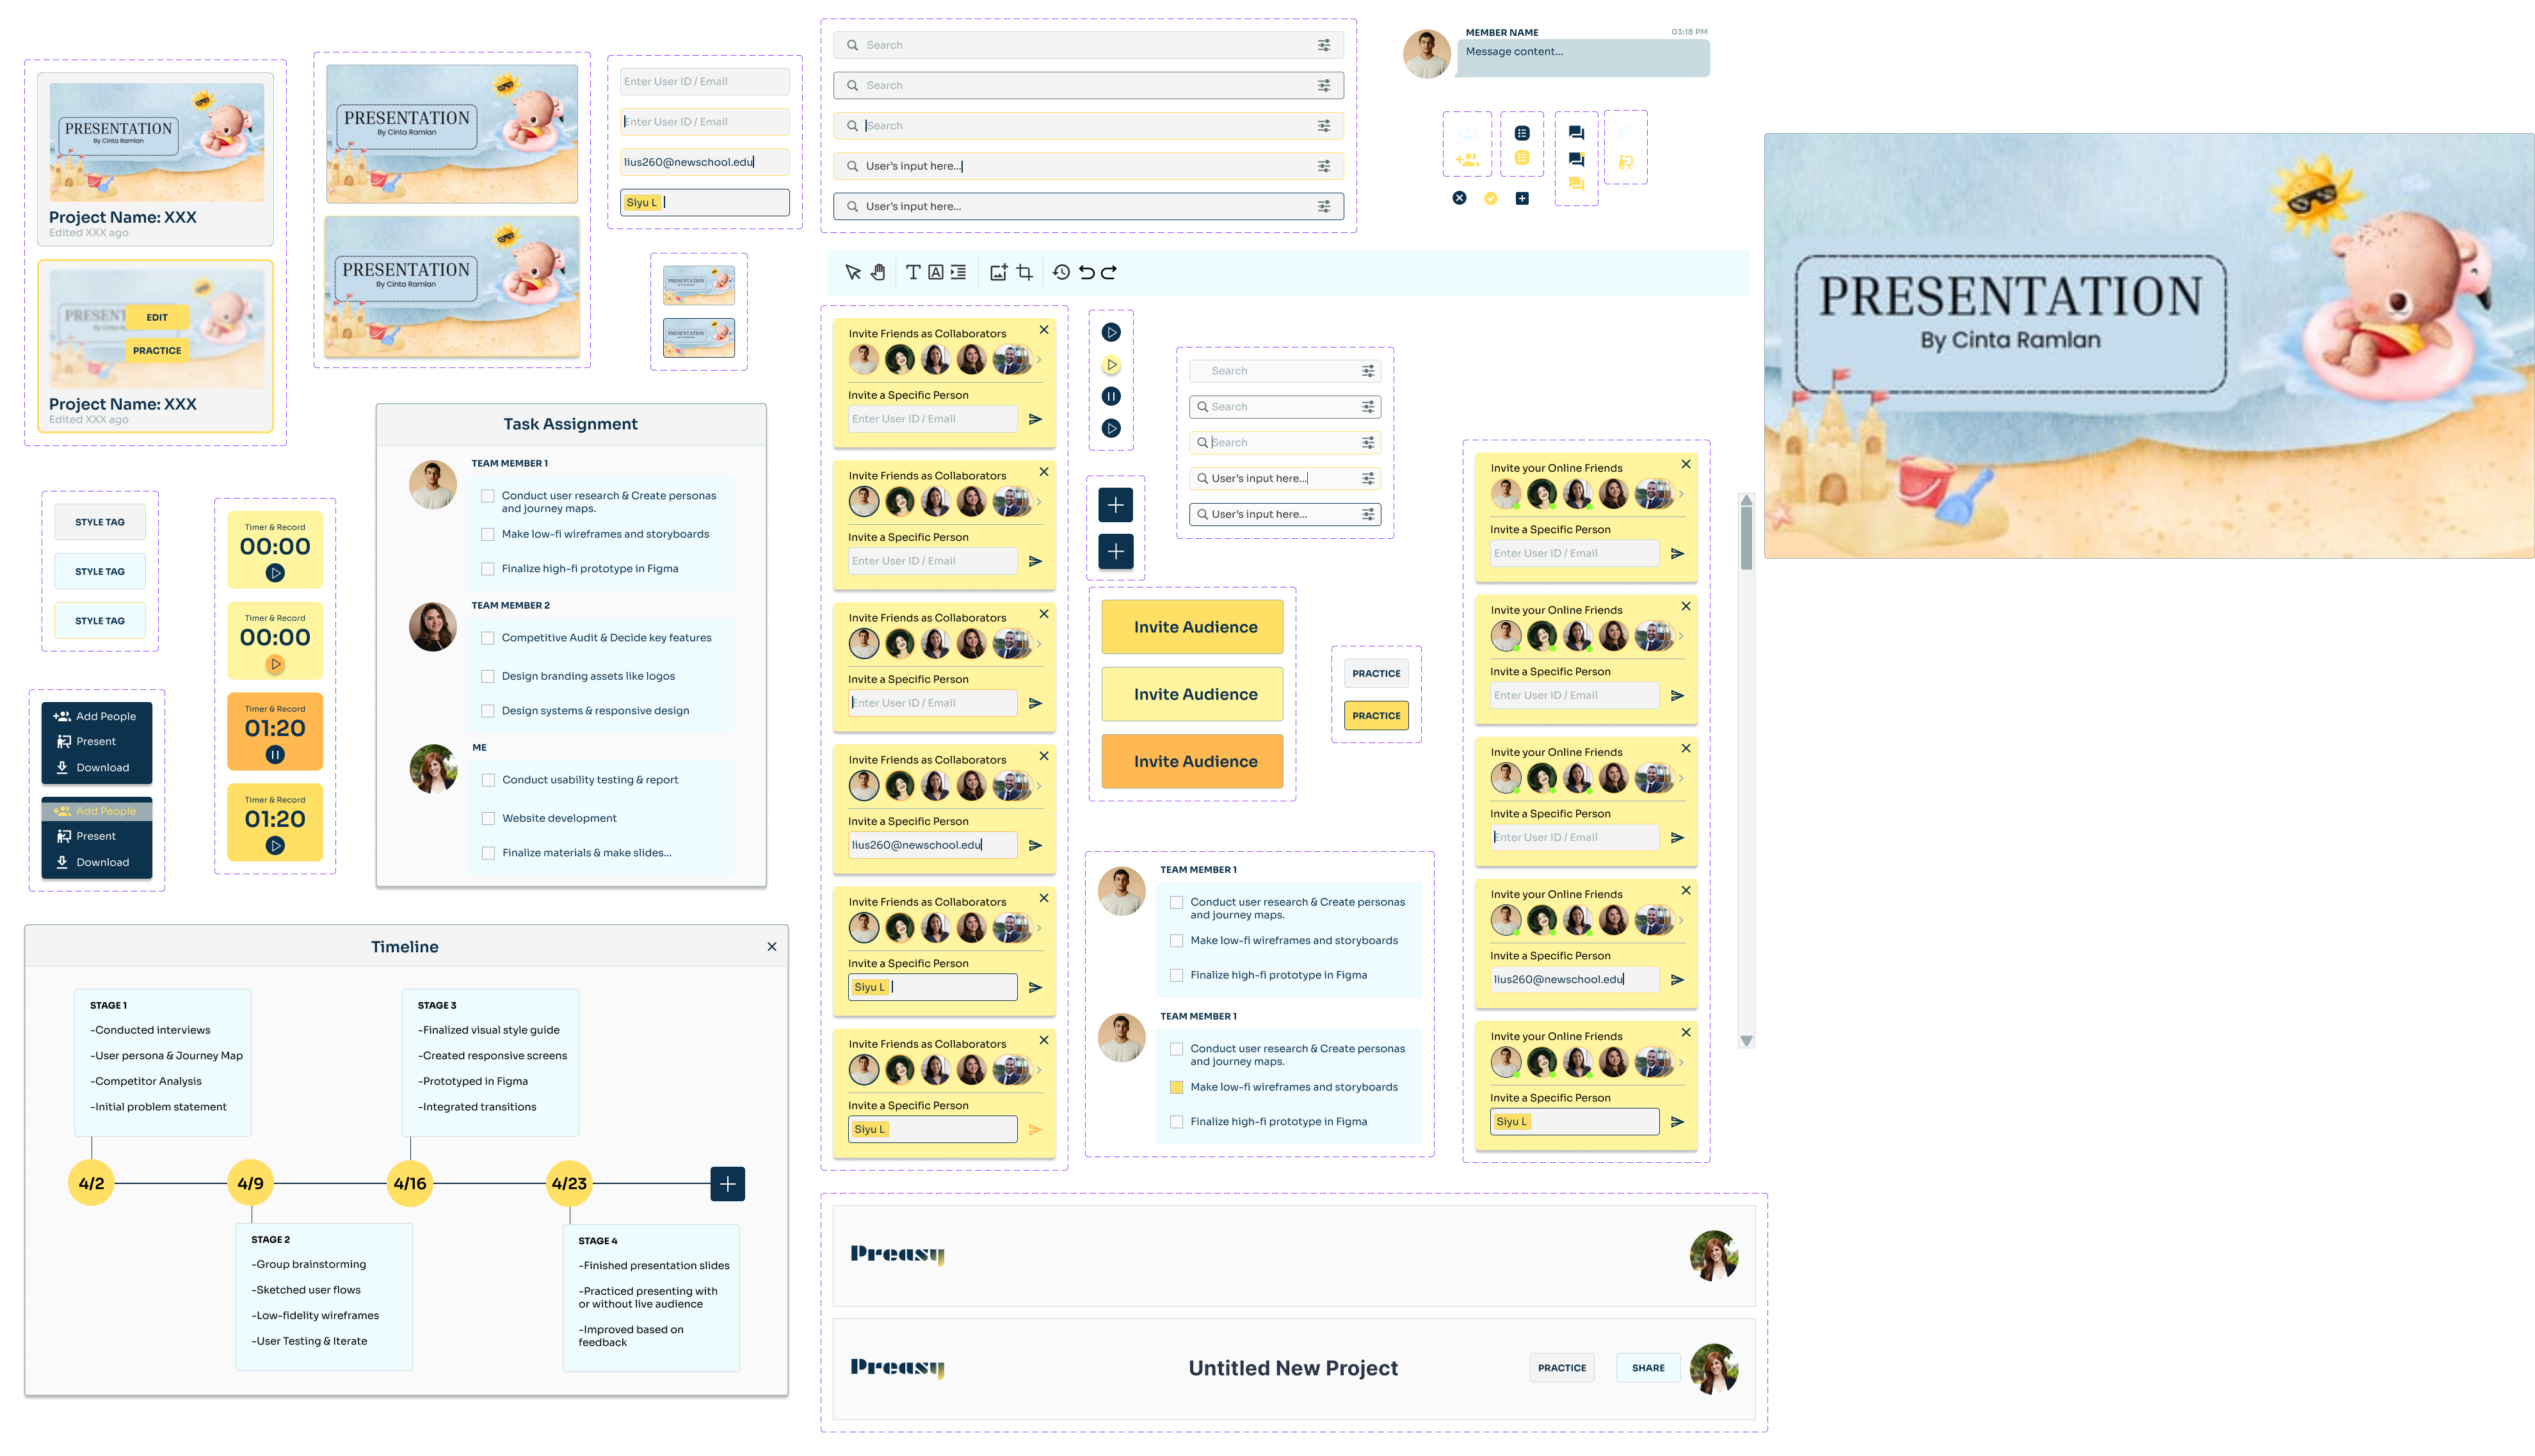 PRESENTATION
By Cinta Ramlan
Project Name: XXX
Edited XXX ago
PRESENTATION
EDIT
PRACTICE
Project Name: XXX
Edited XXX ago
PRESENTATION
By Cinta Ramlan
PRESENTATION
By Cinta Ramlan
Enter User ID / Email
Enter User ID / Email
lius260@newschool.edu
Siyu L
PRESENTATION
PRESENTATION
Search
Search
Search
User's input here...
User's input here...
MEMBER NAME
03:18 PM
Message content...
PRESENTATION
By Cinta Ramlan
STYLE TAG
STYLE TAG
STYLE TAG
Add People
Present
Download
Add People
Present
Download
Timer & Record
00:00
Timer & Record
00:00
Timer & Record
01:20
Timer & Record
01:20
Task Assignment
TEAM MEMBER 1
Conduct user research & Create personas
and journey maps.
Make low-fi wireframes and storyboards
Finalize high-fi prototype in Figma
TEAM MEMBER 2
Competitive Audit & Decide key features
Design branding assets like logos
Design systems & responsive design
ME
Conduct usability testing & report
Website development
Finalize materials & make slides...
Timeline
STAGE 1
-Conducted interviews
-User persona & Journey Map
-Competitor Analysis
-Initial problem statement
STAGE 3
-Finalized visual style guide
-Created responsive screens
-Prototyped in Figma
-Integrated transitions
4/2
4/9
4/16
4/23
STAGE 2
-Group brainstorming
-Sketched user flows
-Low-fidelity wireframes
-User Testing & Iterate
STAGE 4
-Finished presentation slides
-Practiced presenting with
or without live audience
-Improved based on
feedback
T
A
Invite Friends as Collaborators
Invite a Specific Person
Enter User ID / Email
Invite Friends as Collaborators
Invite a Specific Person
Enter User ID / Email
Invite Friends as Collaborators
Invite a Specific Person
Enter User ID / Email
Invite Friends as Collaborators
Invite a Specific Person
lius260@newschool.edu
Invite Friends as Collaborators
Invite a Specific Person
Siyu L
Invite Friends as Collaborators
Invite a Specific Person
Siyu L
Search
Search
Search
User's input here...
User's input here...
Invite Audience
Invite Audience
Invite Audience
PRACTICE
PRACTICE
TEAM MEMBER 1
Conduct user research & Create personas
and journey maps.
Make low-fi wireframes and storyboards
Finalize high-fi prototype in Figma
TEAM MEMBER 1
Conduct user research & Create personas
and journey maps.
Make low-fi wireframes and storyboards
Finalize high-fi prototype in Figma
Invite your Online Friends
Invite a Specific Person
Enter User ID / Email
Invite your Online Friends
Invite a Specific Person
Enter User ID / Email
Invite your Online Friends
Invite a Specific Person
Enter User ID / Email
Invite your Online Friends
Invite a Specific Person
lius260@newschool.edu
Invite your Online Friends
Invite a Specific Person
Siyu L
Preasy
Preasy
Untitled New Project
PRACTICE
SHARE